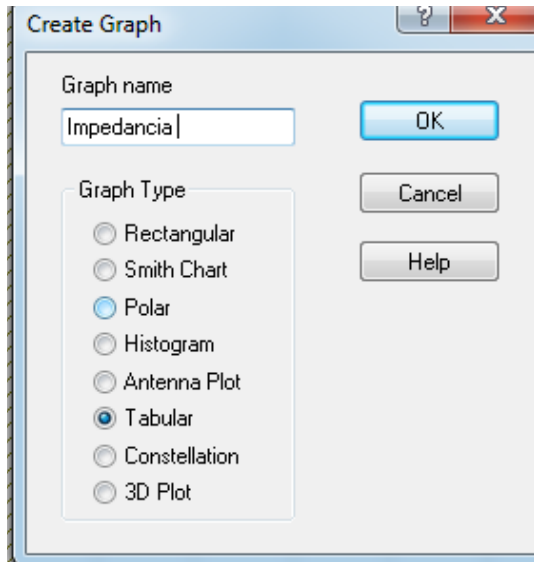 Create Graph
?
X
Graph name
Impedancia
OK
Graph Type
Cancel
Rectangular
Smith Chart
Help
Polar
Histogram
Antenna Plot
Tabular
Constellation
3D Plot